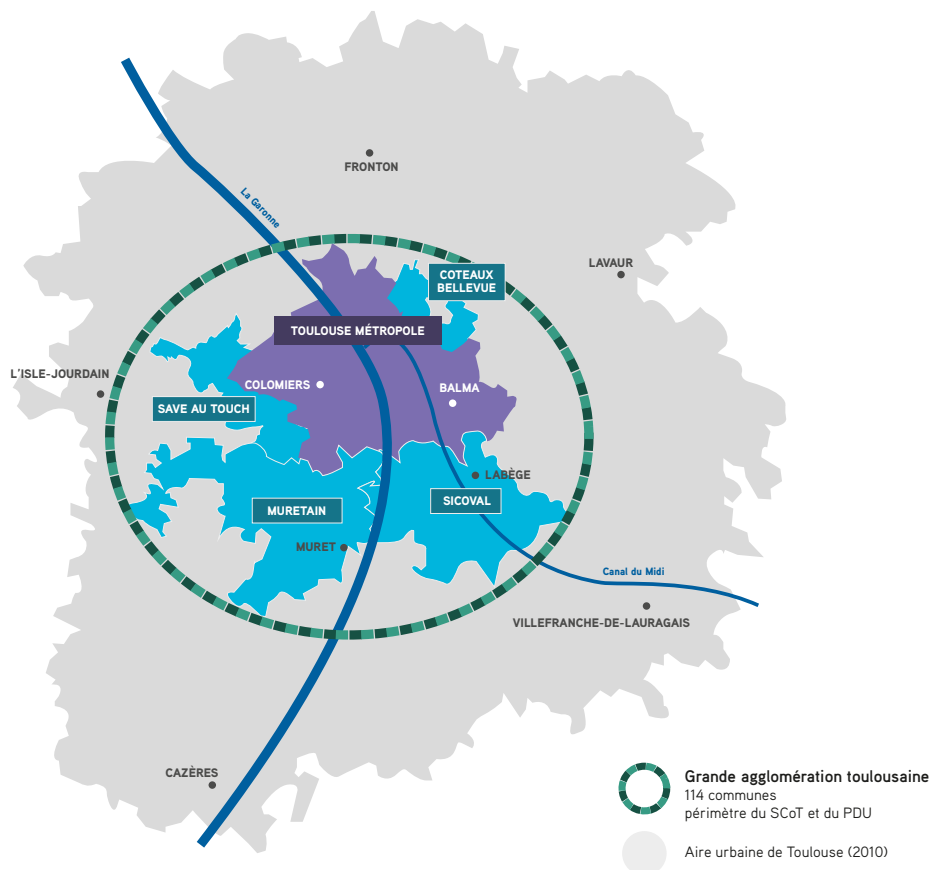 FRONTON
La Garonne
LAVAUR
COTEAUX
BELLEVUE
TOULOUSE MÉTROPOLE
L'ISLE-JOURDAIN
COLOMIERS
BALMA
SAVE AU TOUCH
LABÈGE
SICOVAL
MURETAIN
MURET
Canal du Midi
VILLEFRANCHE-DE-LAURAGAIS
CAZÈRES
Grande agglomération toulousaine
114 communes
périmètre du SCoT et du PDU
Aire urbaine de Toulouse (2010)